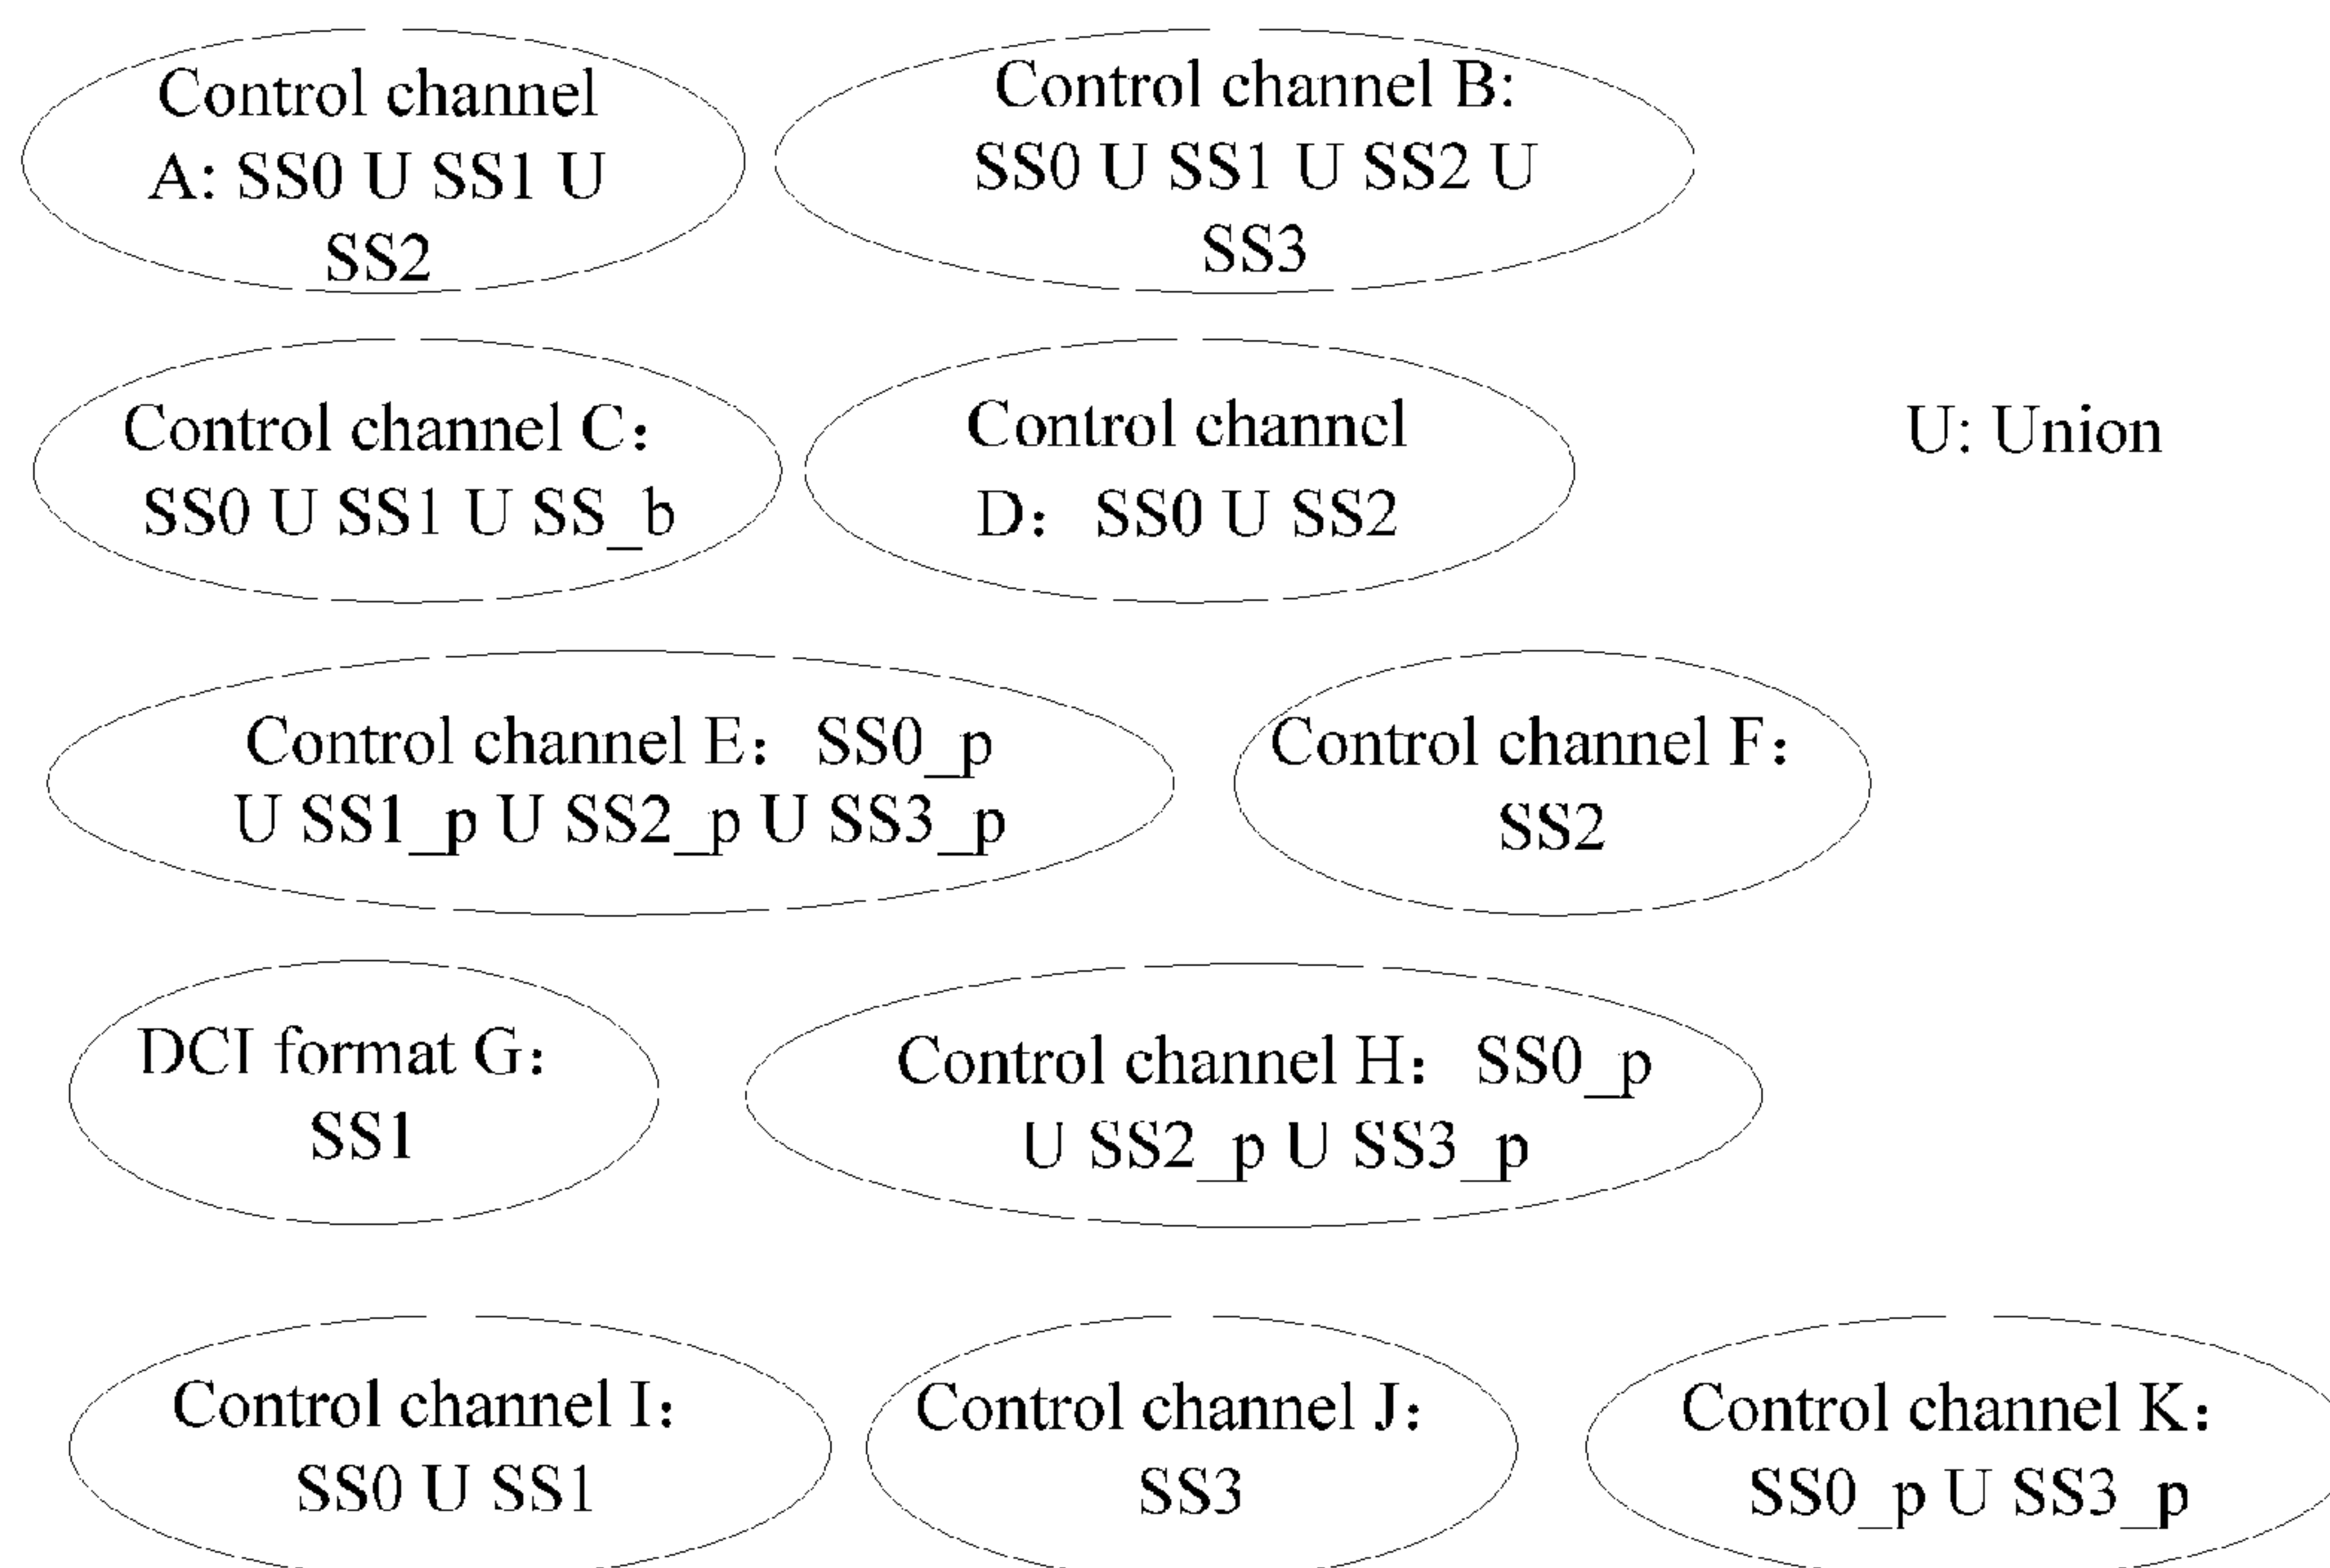 Control channel
A: SS0 U SS1 U
SS2
Control channel B:
SS0 U SS1 U SS2 U
SS3
Control channel C:
SS0 U SS1 U SS_b
Control channel
D: SS0 U SS2
U: Union
Control channel E: SS0_p
U SS1_p U SS2_p U SS3_p
Control channel F:
SS2
DCI format G:
SS1
Control channel H: SS0_p
U SS2_p U SS3_p
Control channel I:
SS0 U SS1
Control channel J:
SS3
Control channel K:
SS0_p U SS3_p